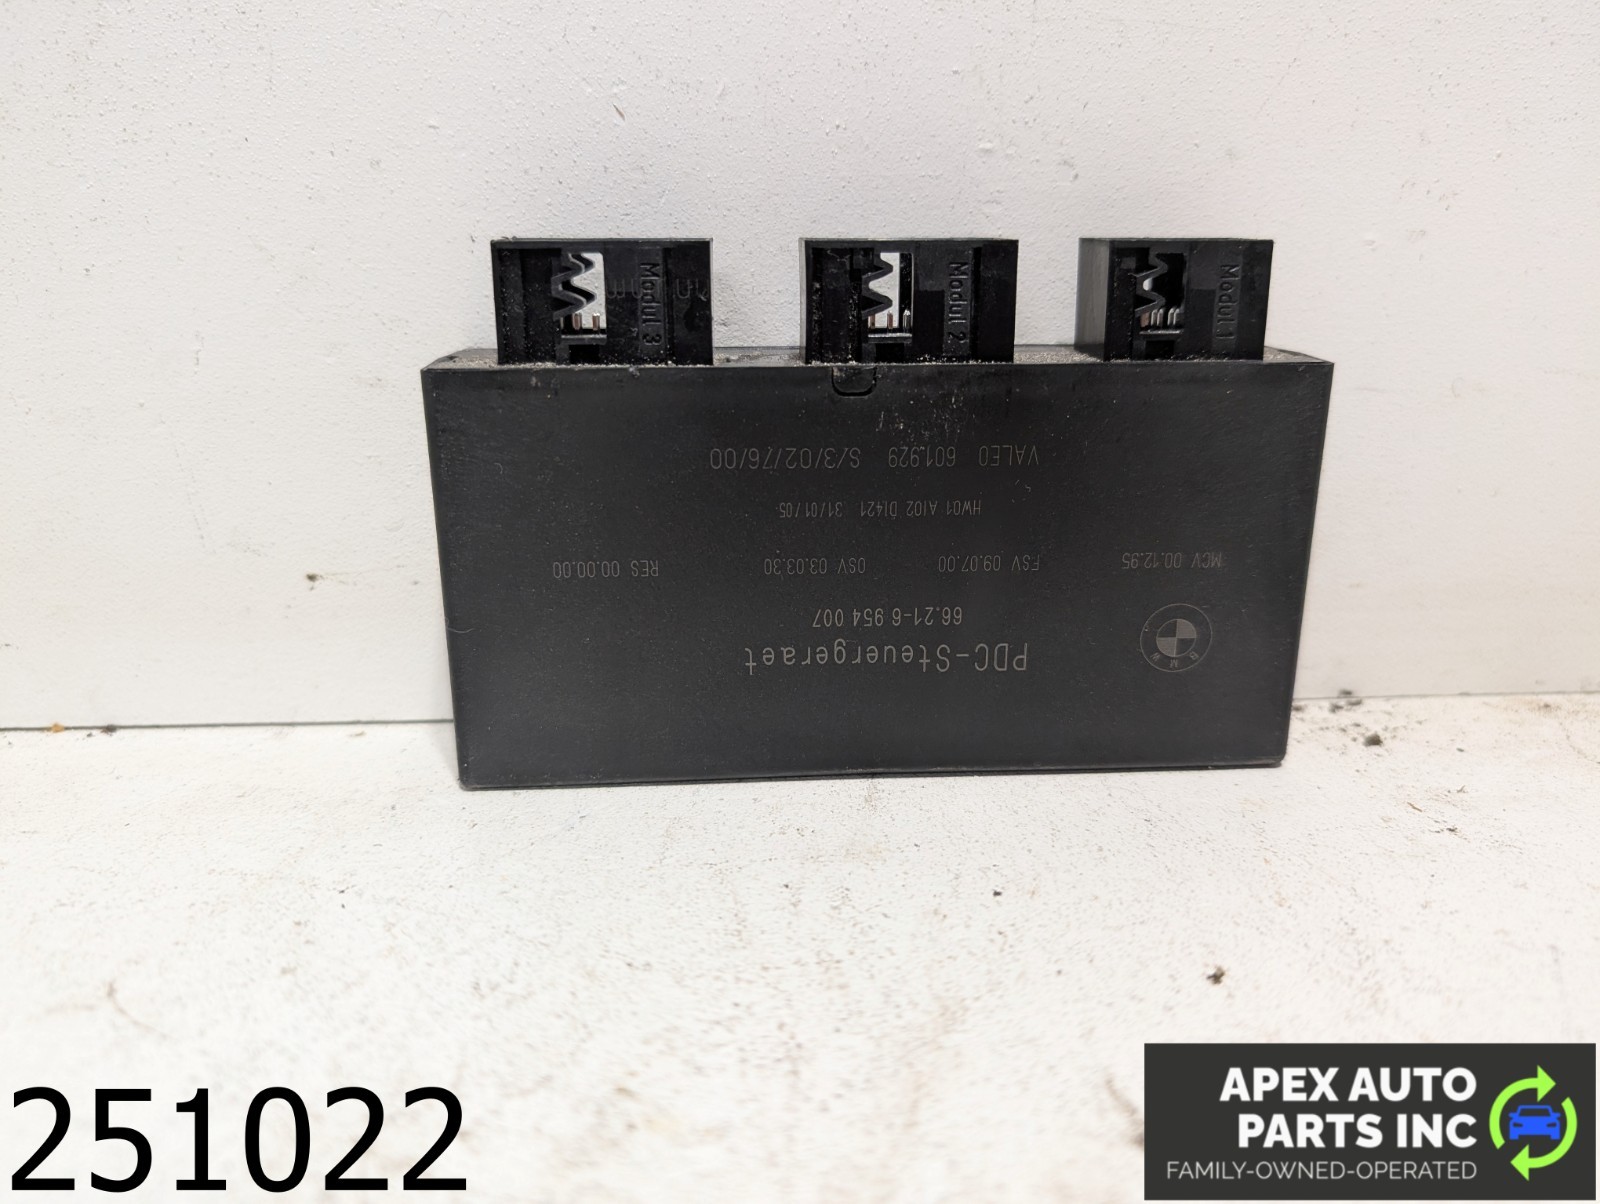 Modul 3
Modul 2
Modul 1
PDC-Steuergeraet
66.21-6 954 007
BMW
MCV 00.12.95 FSV 09.07.00 OSV 03.03.30 RES 00.00.00
HW01 AI02 DI421 31/01/05
VALEO 601.929 S/3/02/76/00
251022
APEX AUTO
PARTS INC
FAMILY-OWNED-OPERATED